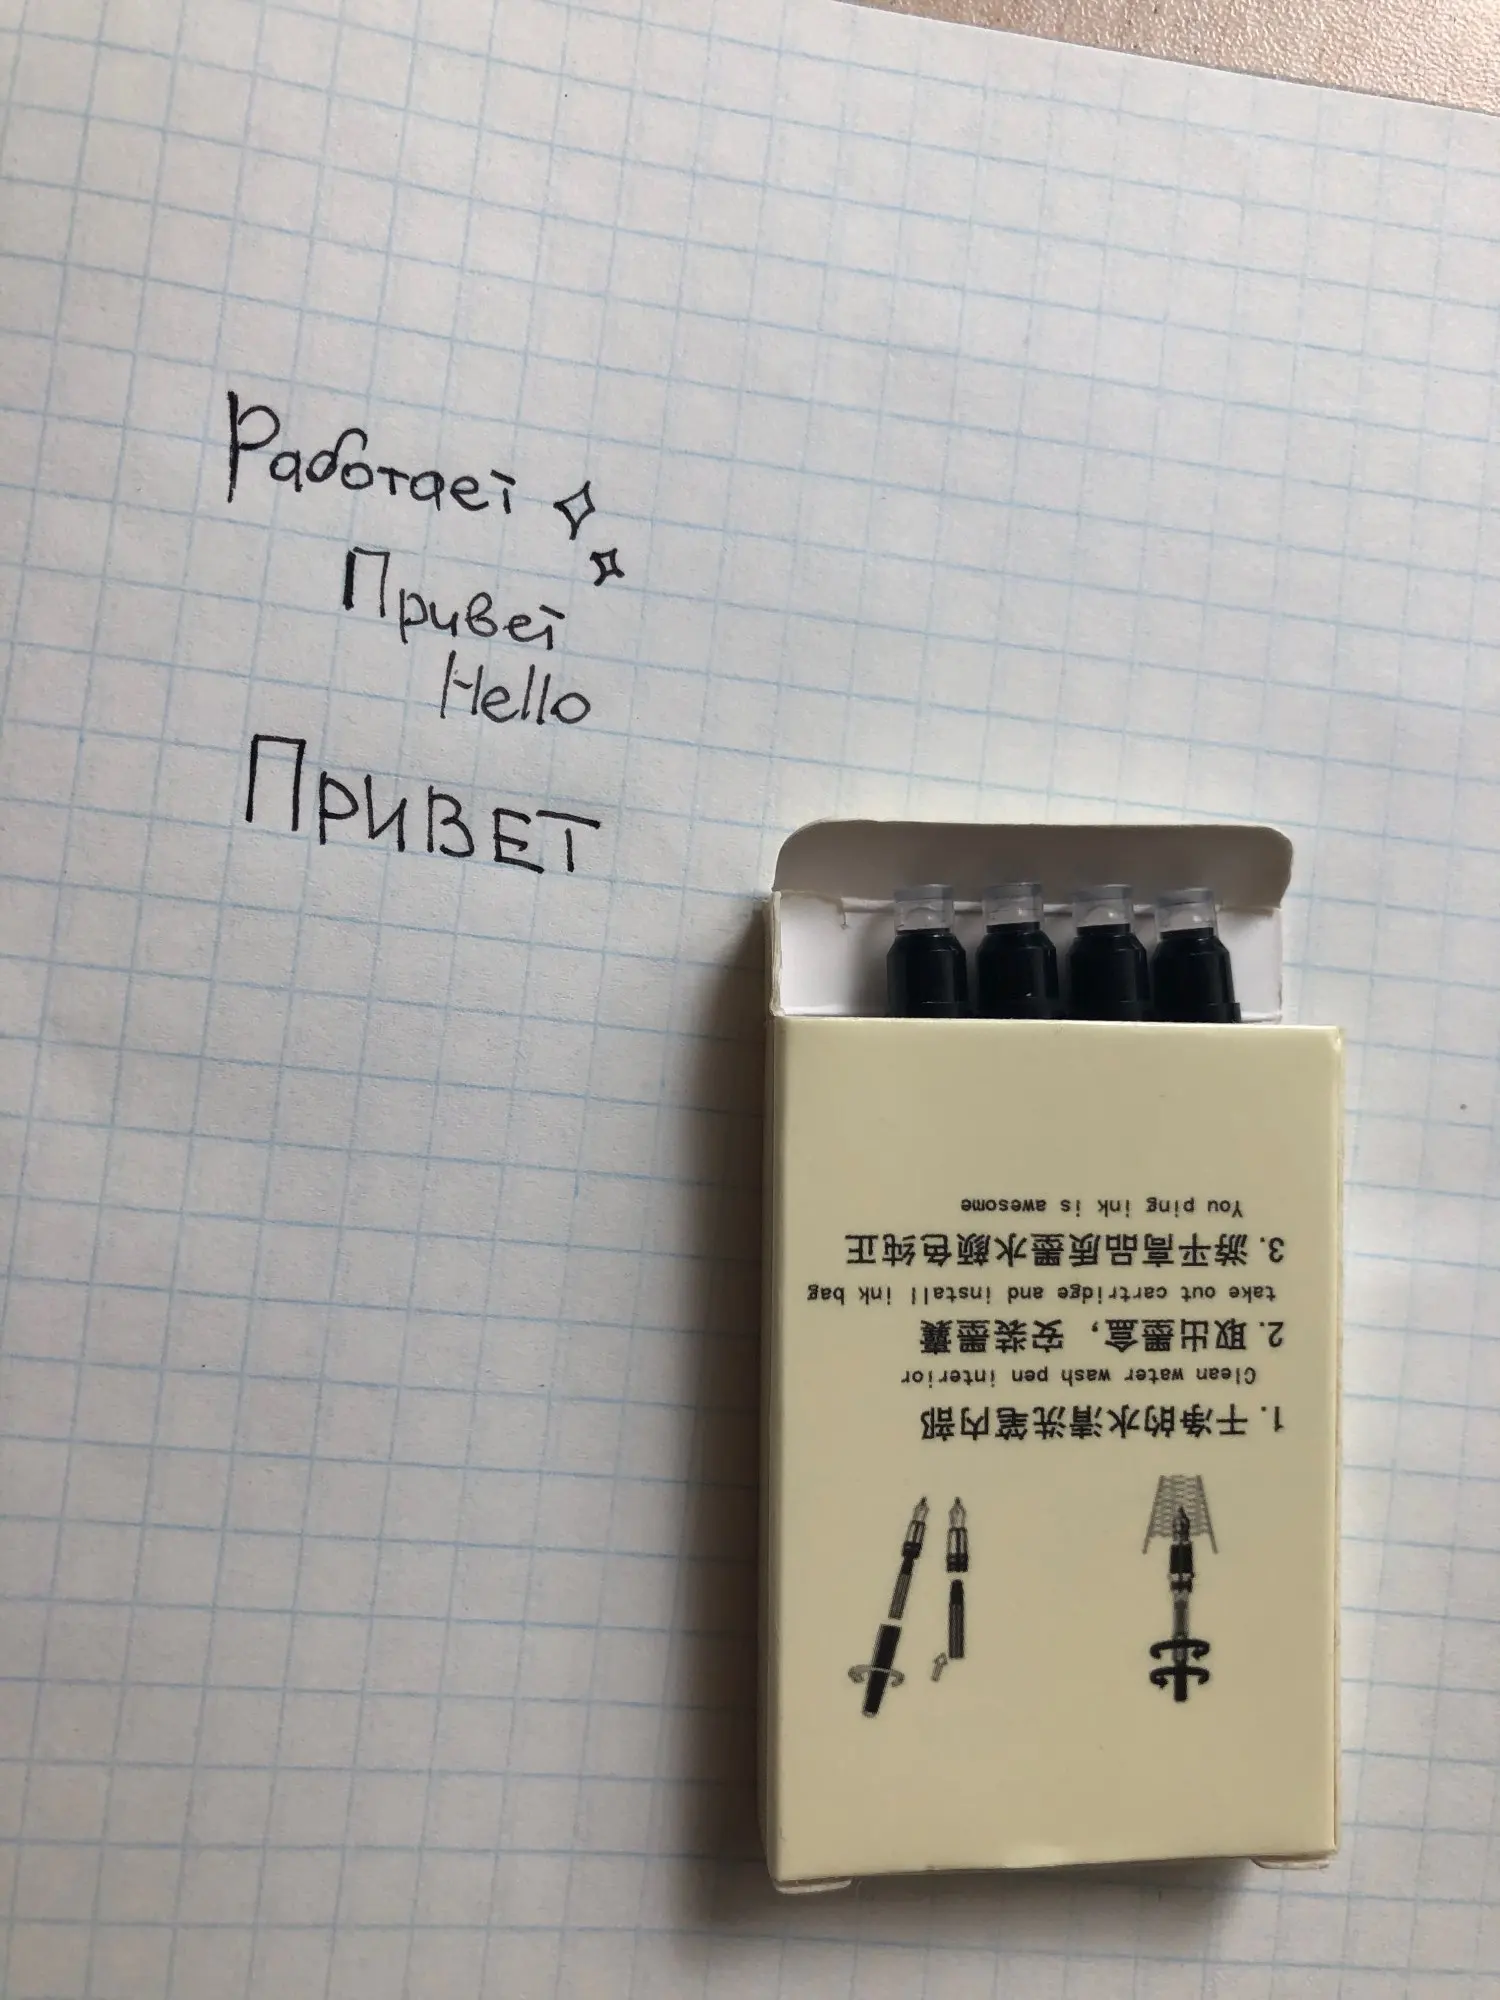 Работает
Привет
Hello
ПРИВЕТ
1. 干净的水清洗笔内部
Clean water wash pen interior
2. 取出墨盒，安装墨囊
take out cartridge and install ink bag
3. 游平高品质墨水颜色纯正
You ping ink is awesome